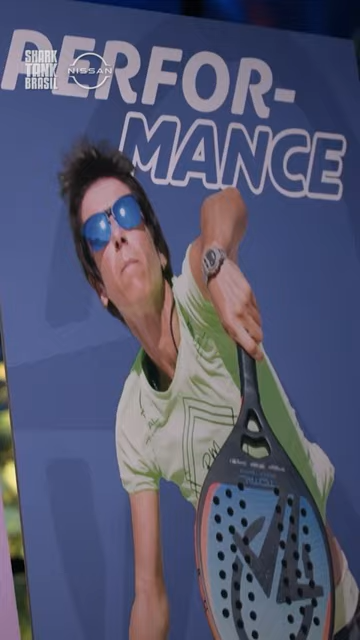 PERFOR-
MANCE
SHARK
TANK
BRASIL
NISSAN